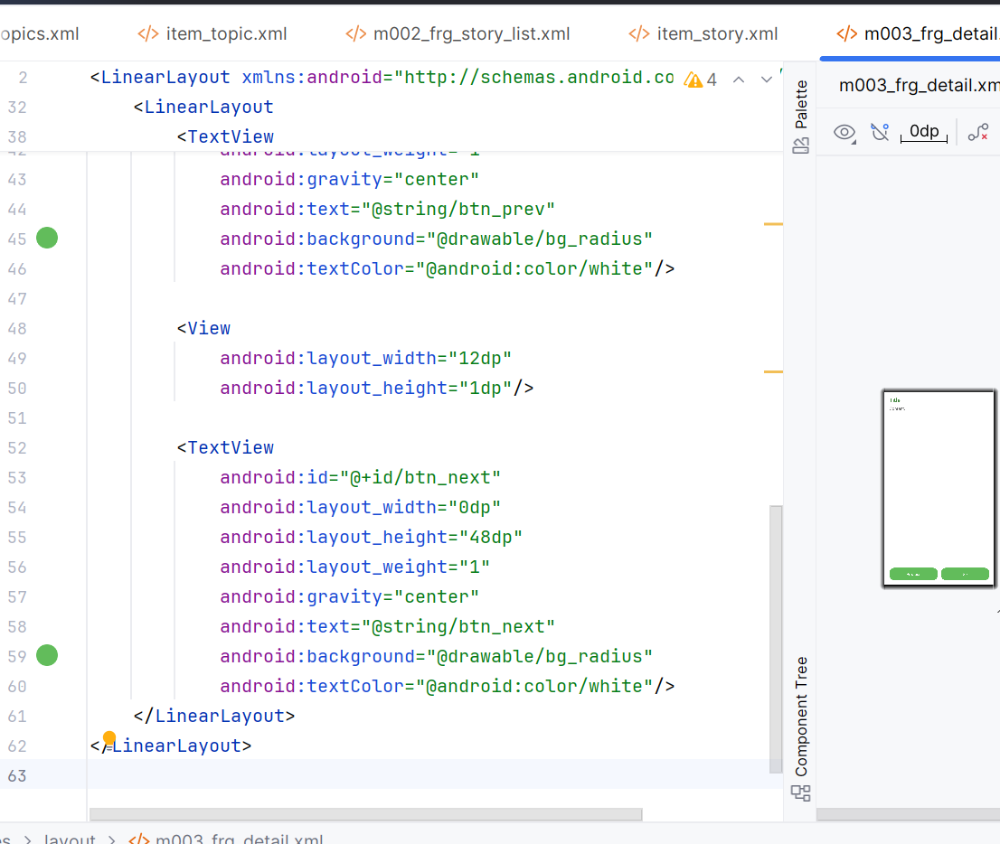 opics.xml </> item_topic.xml </> m002_frg_story_list.xml </> item_story.xml </> m003_frg_detail.
2 <LinearLayout xmlns:android="http://schemas.android.co 4
32 <LinearLayout
38 <TextView
42 android:layout_weight="1"
43 android:gravity="center"
44 android:text="@string/btn_prev"
45 android:background="@drawable/bg_radius"
46 android:textColor="@android:color/white"/>
47
48 <View
49 android:layout_width="12dp"
50 android:layout_height="1dp"/>
51
52 <TextView
53 android:id="@+id/btn_next"
54 android:layout_width="0dp"
55 android:layout_height="48dp"
56 android:layout_weight="1"
57 android:gravity="center"
58 android:text="@string/btn_next"
59 android:background="@drawable/bg_radius"
60 android:textColor="@android:color/white"/>
61 </LinearLayout>
62 </LinearLayout>
63
Palette
Component Tree
m003_frg_detail.xm
0dp
Title
es > layout > </> m003_frg_detail.xml